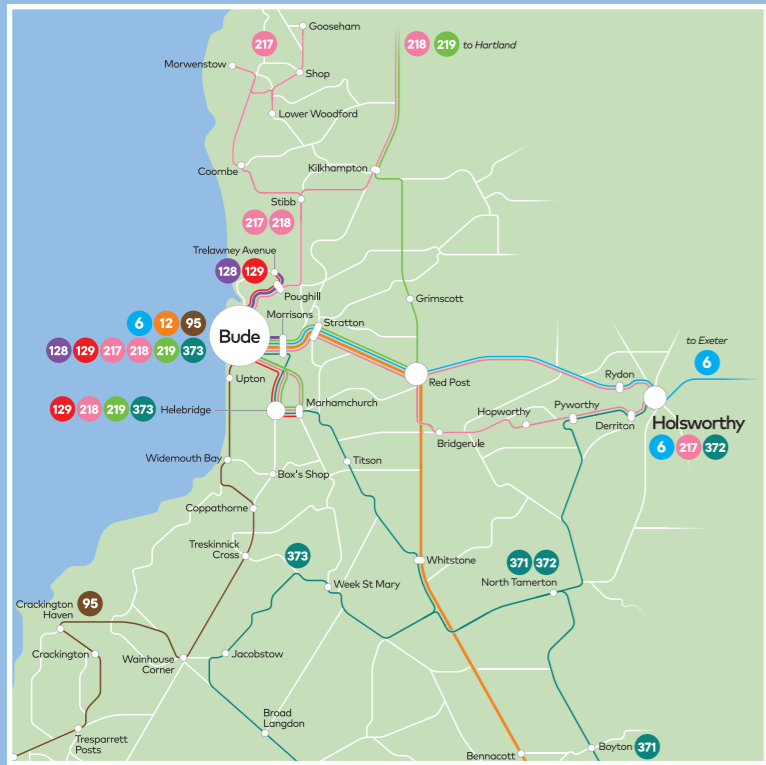 Gooseham
217
218 219 to Hartland
Morwenstow
Shop
Lower Woodford
Coombe
Kilkhampton
Stibb
217 218
Trelawney Avenue
128 129
Poughill
Grimscott
Morrisons
6 12 95
Stratton
Bude
128 129 217 218 219 373
to Exeter
6
Upton
Red Post
Rydon
129 218 219 373 Helebridge
Marhamchurch
Hopworthy
Pyworthy
Derriton
Holsworthy
6 217 372
Bridgerule
Widemouth Bay
Titson
Box's Shop
Coppathorne
Treskinnick
Cross
373
Whitstone
371 372
North Tamerton
Week St Mary
Crackington
Haven
95
Crackington
Wainhouse
Corner
Jacobstow
Broad
Langdon
Tresparrett
Posts
Bennacott
Boyton 371